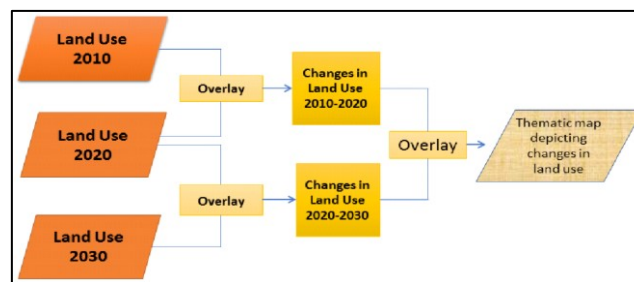 Land Use
2010
Land Use
2020
Land Use
2030
Overlay
Overlay
Changes in
Land Use
2010-2020
Changes in
Land Use
2020-2030
Overlay
Thematic map
depicting
changes in
land use